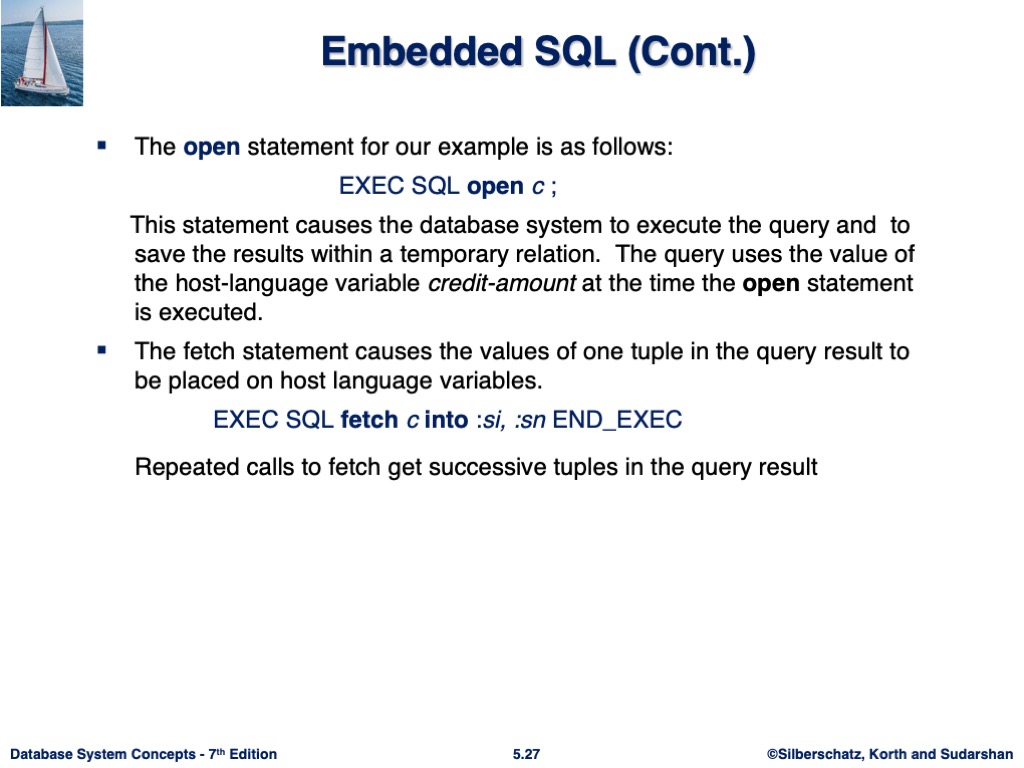 Embedded SQL (Cont.)
▪ The open statement for our example is as follows:
EXEC SQL open c ;
This statement causes the database system to execute the query and  to
save the results within a temporary relation.  The query uses the value of
the host-language variable credit-amount at the time the open statement
is executed.
▪ The fetch statement causes the values of one tuple in the query result to
be placed on host language variables.
EXEC SQL fetch c into :si, :sn END_EXEC
Repeated calls to fetch get successive tuples in the query result
Database System Concepts - 7th Edition 5.27 ©Silberschatz, Korth and Sudarshan